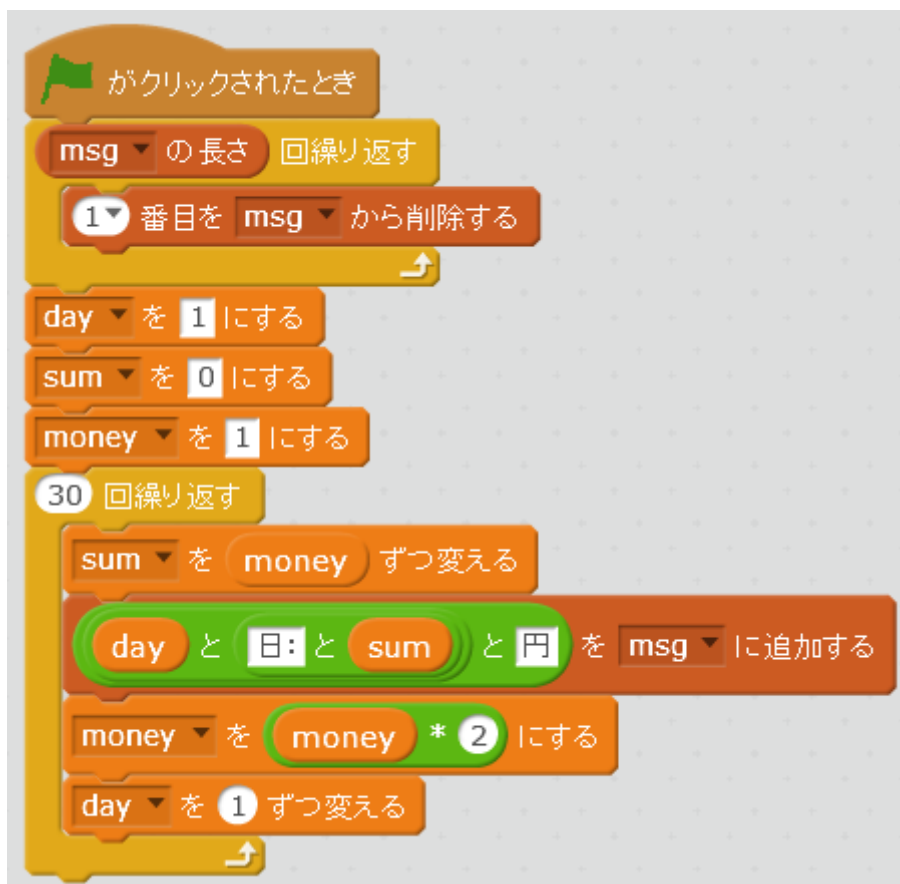 がクリックされたとき
msg の長さ 回繰り返す
1 番目を msg から削除する
day を 1 にする
sum を 0 にする
money を 1 にする
30 回繰り返す
sum を money ずつ変える
day と 日: と sum と 円 を msg に追加する
money を money * 2 にする
day を 1 ずつ変える